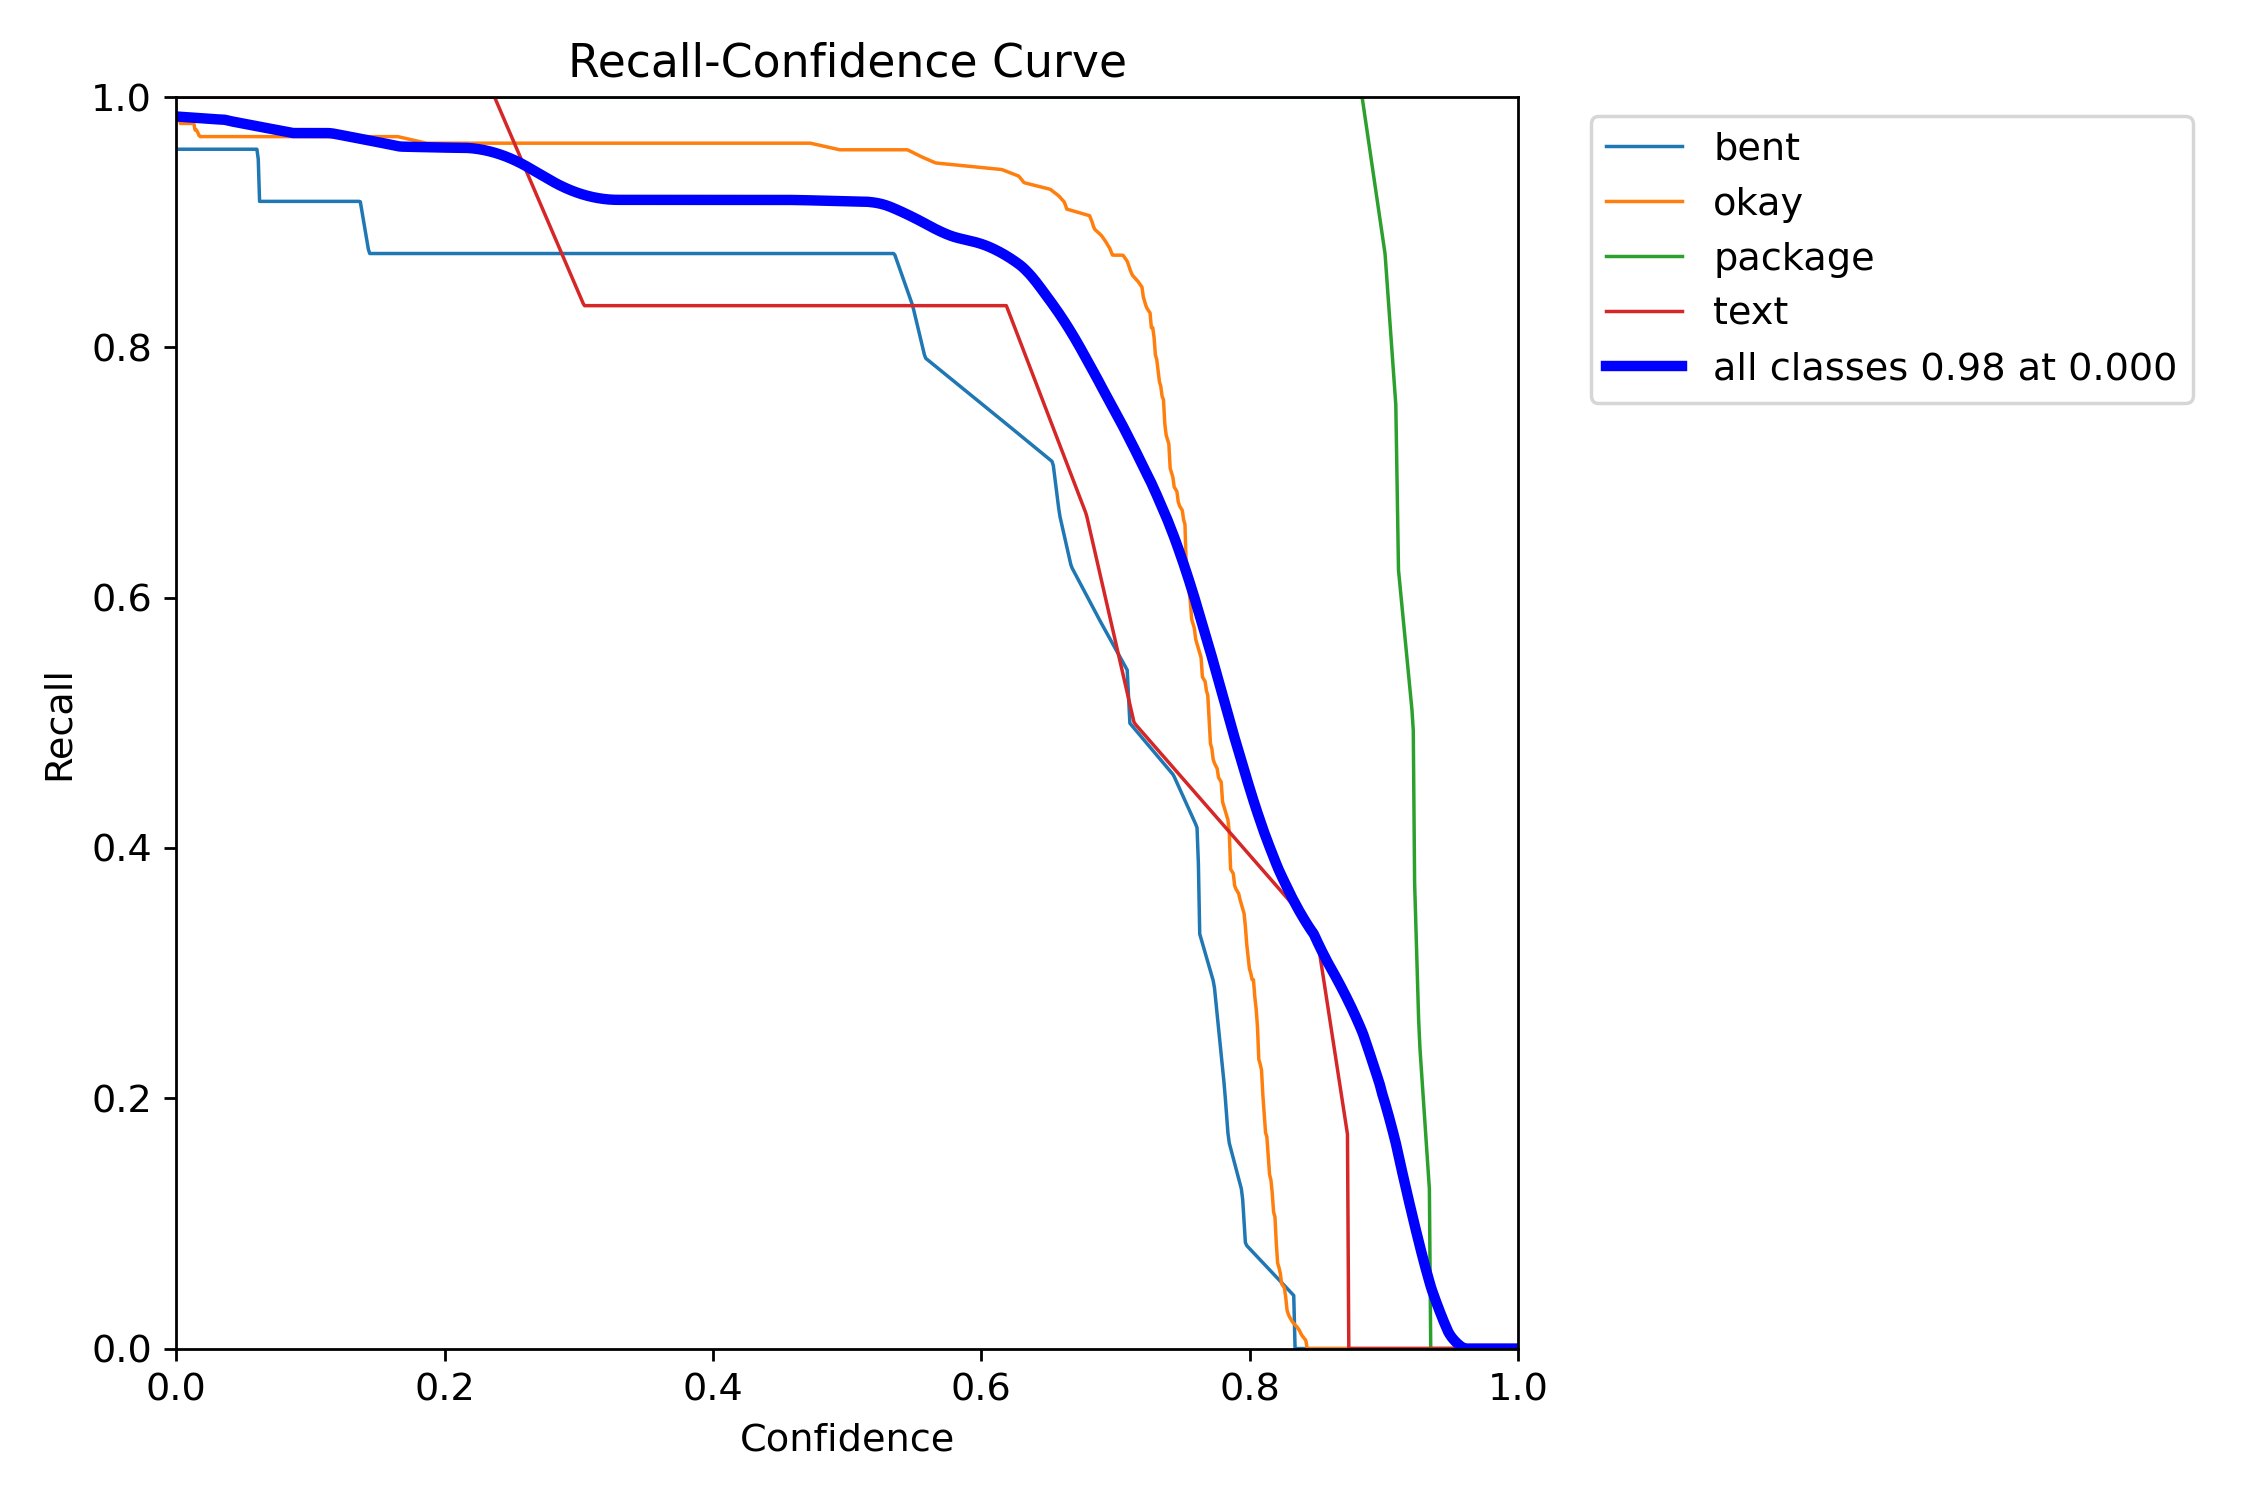 Recall-Confidence Curve
1.0
0.8
0.6
0.4
0.2
0.0
Recall
0.0 0.2 0.4 0.6 0.8 1.0
Confidence
bent
okay
package
text
all classes 0.98 at 0.000